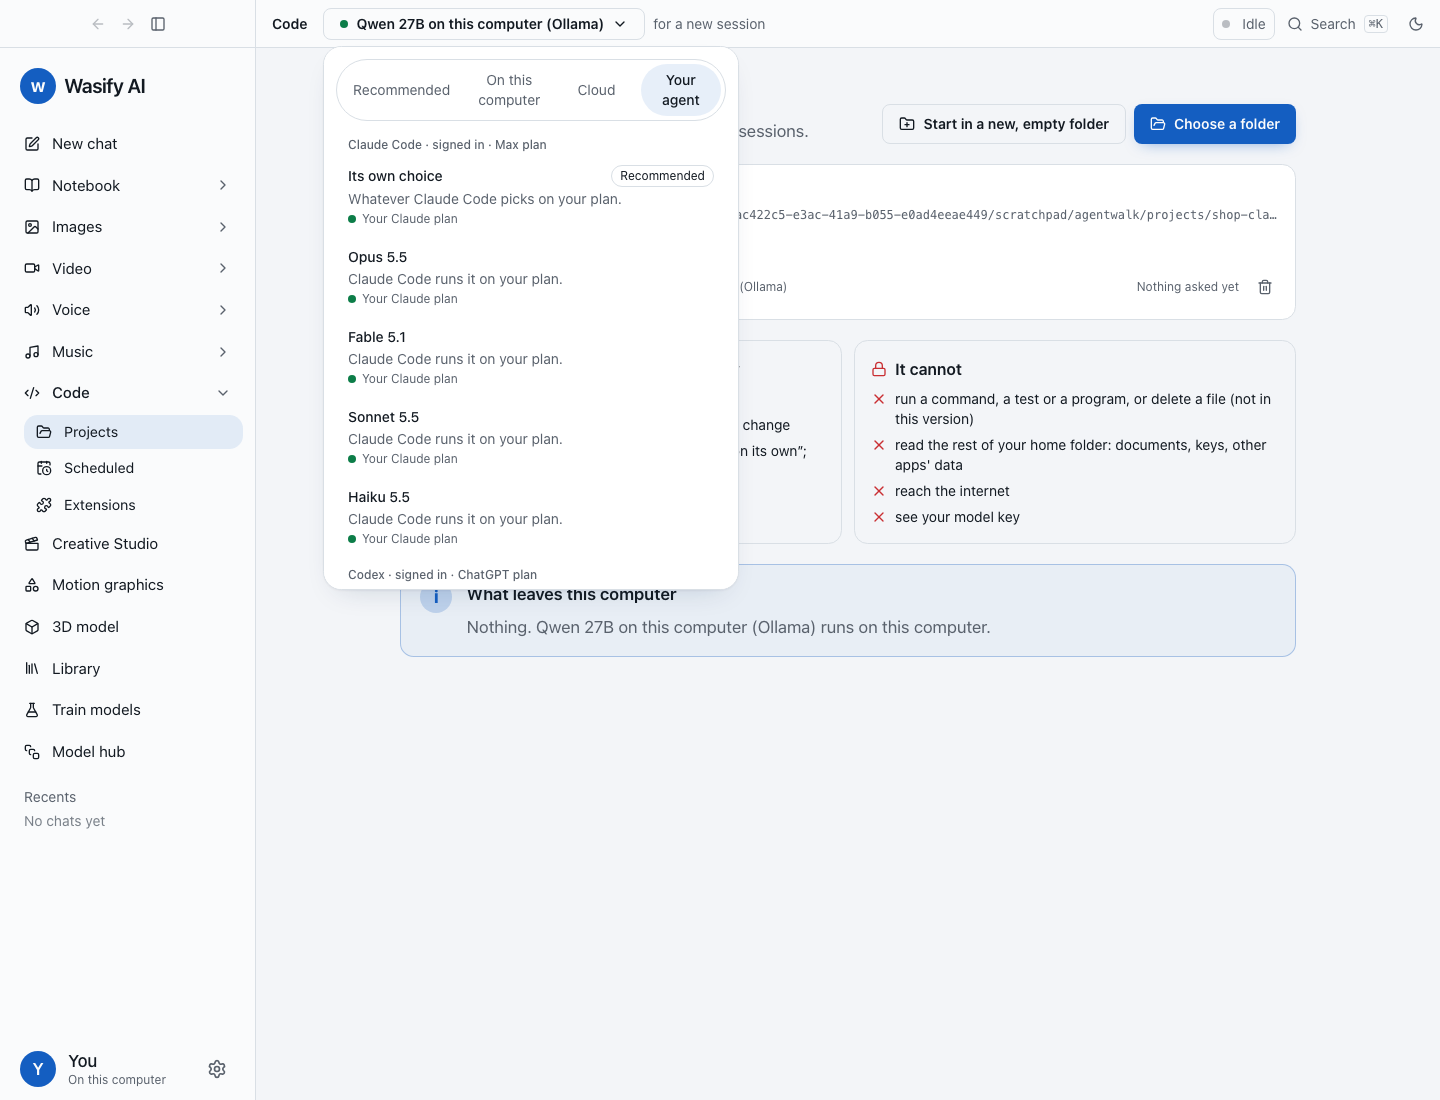 Code
Qwen 27B on this computer (Ollama)
for a new session
Idle
Search
⌘K
W
Wasify AI
New chat
Notebook
Images
Video
Voice
Music
Code
Projects
Scheduled
Extensions
Creative Studio
Motion graphics
3D model
Library
Train models
Model hub
Recents
No chats yet
Y
You
On this computer
Recommended
On this
computer
Cloud
Your
agent
Claude Code · signed in · Max plan
Its own choice
Recommended
Whatever Claude Code picks on your plan.
Your Claude plan
Opus 5.5
Claude Code runs it on your plan.
Your Claude plan
Fable 5.1
Claude Code runs it on your plan.
Your Claude plan
Sonnet 5.5
Claude Code runs it on your plan.
Your Claude plan
Haiku 5.5
Claude Code runs it on your plan.
Your Claude plan
Codex · signed in · ChatGPT plan
sessions.
Start in a new, empty folder
Choose a folder
ac422c5-e3ac-41a9-b055-e0ad4eeae449/scratchpad/agentwalk/projects/shop-cla…
(Ollama)
Nothing asked yet
change
n its own”;
It cannot
run a command, a test or a program, or delete a file (not in
this version)
read the rest of your home folder: documents, keys, other
apps' data
reach the internet
see your model key
i
What leaves this computer
Nothing. Qwen 27B on this computer (Ollama) runs on this computer.